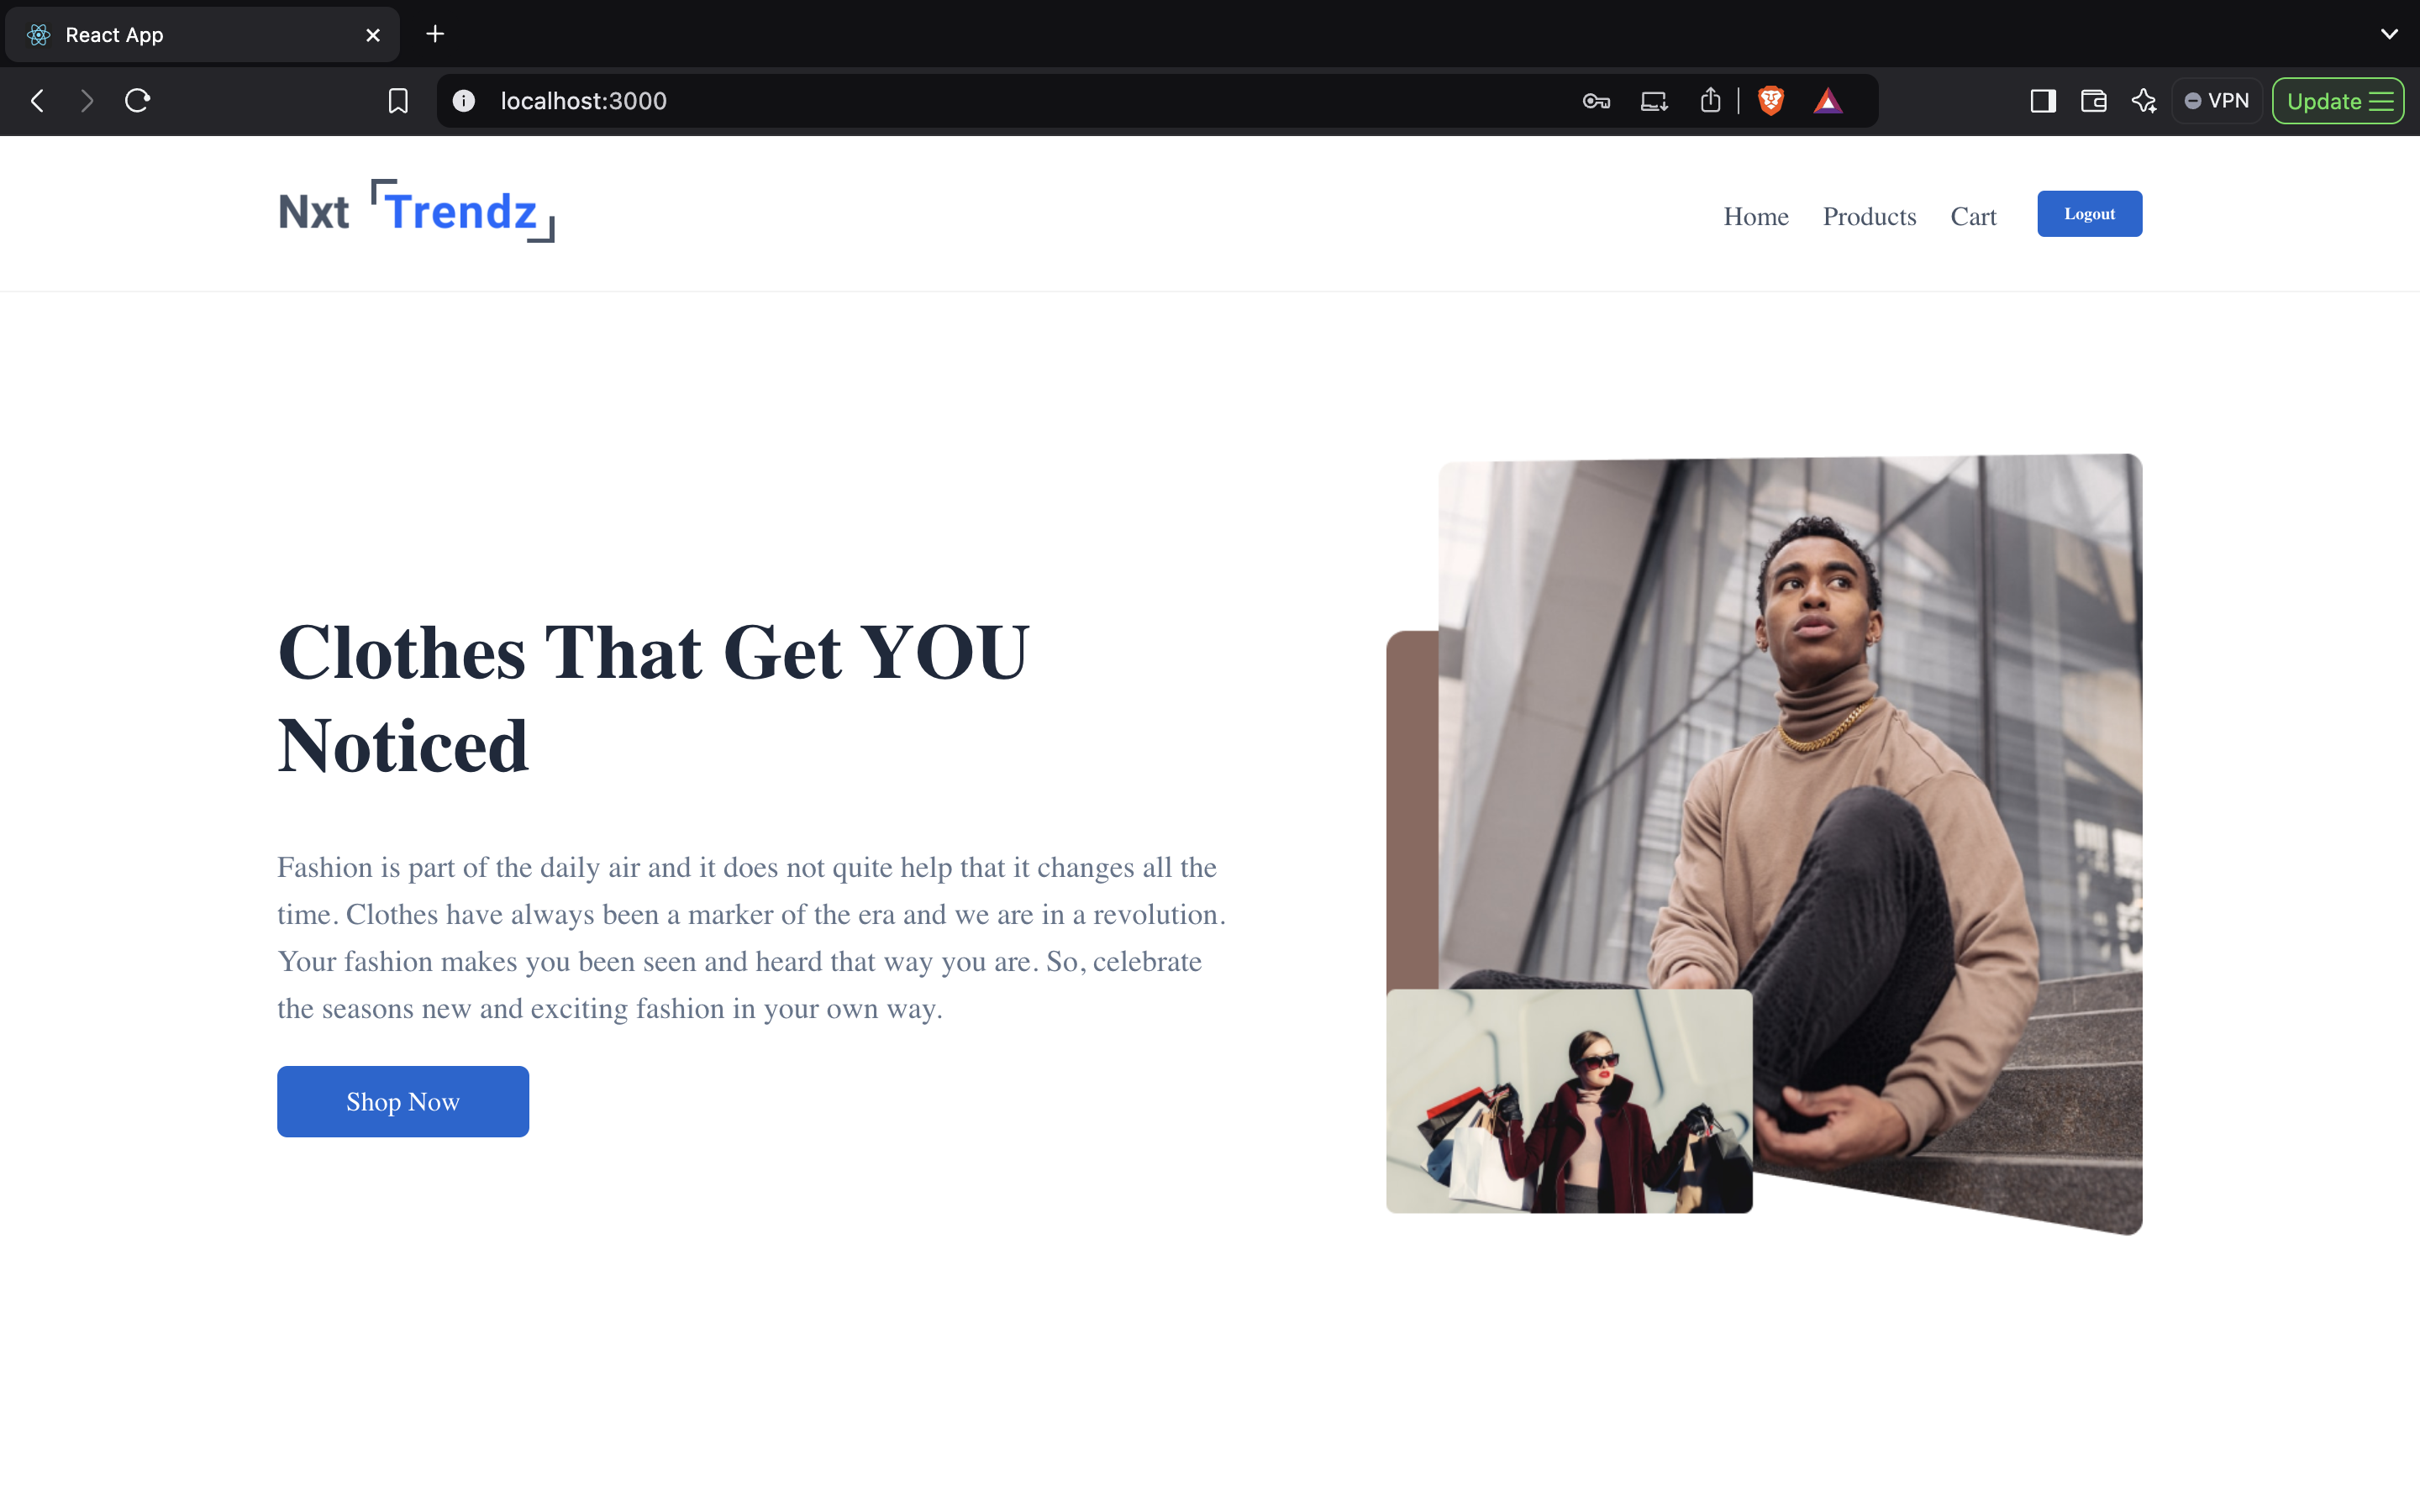 React App
localhost:3000
VPN
Update
Nxt Trendz
Home
Products
Cart
Logout
Clothes That Get YOU
Noticed
Fashion is part of the daily air and it does not quite help that it changes all the
time. Clothes have always been a marker of the era and we are in a revolution.
Your fashion makes you been seen and heard that way you are. So, celebrate
the seasons new and exciting fashion in your own way.
Shop Now